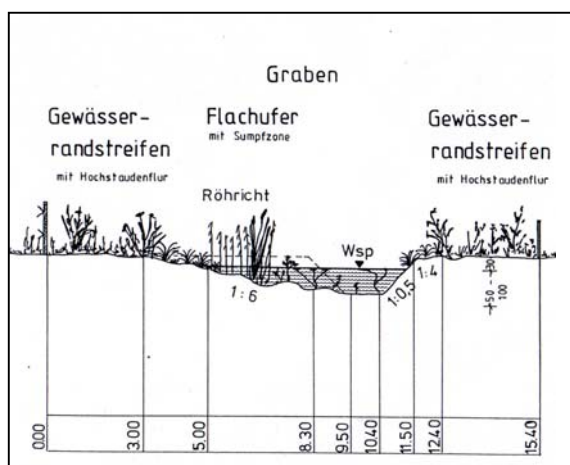 Graben
Gewässer-
randstreifen
mit Hochstaudenflur
Flachufer
mit Sumpfzone
Röhricht
Gewässer-
randstreifen
mit Hochstaudenflur
Wsp
1:6
1:0,5
1:4
50 -
100
0.00
3.00
5.00
8.30
9.50
10.40
11.50
12.40
15.40